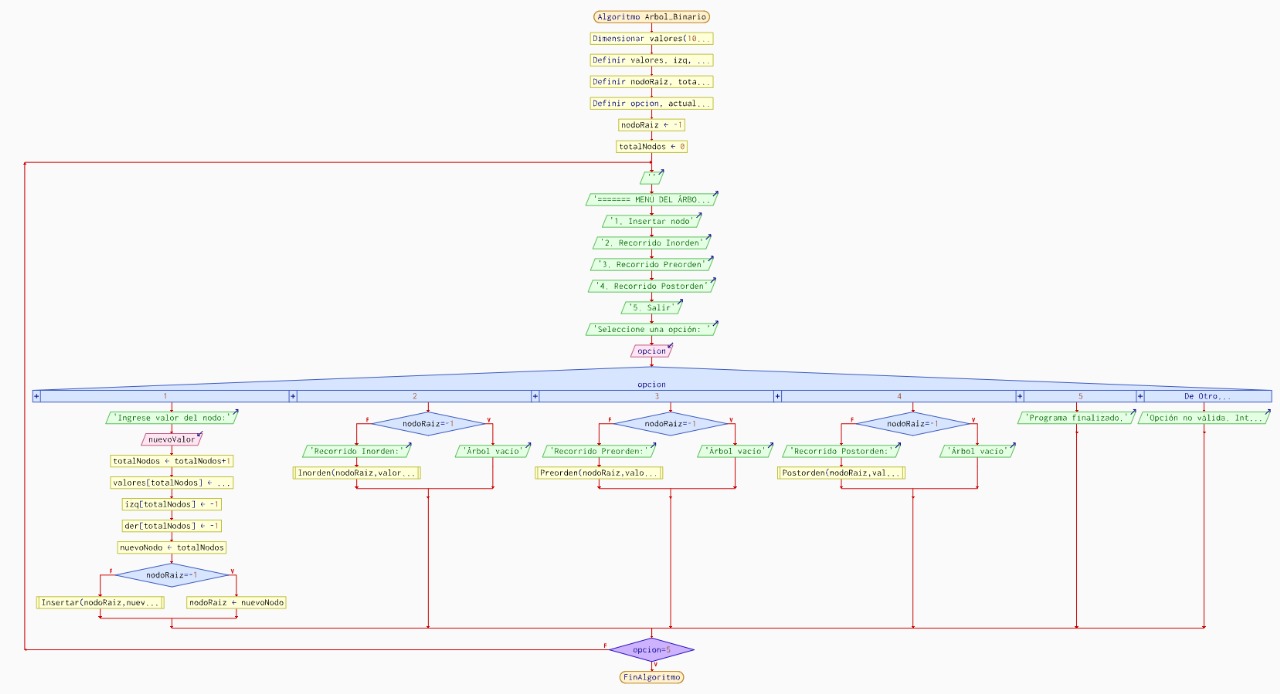 Algoritmo Arbol_Binario
Dimensionar valores(10...
Definir valores, izq, ...
Definir nodoRaiz, tota...
Definir opcion, actual...
nodoRaiz ← -1
totalNodos ← 0
''
'======= MENÚ DEL ÁRBO...
'1. Insertar nodo'
'2. Recorrido Inorden'
'3. Recorrido Preorden'
'4. Recorrido Postorden'
'5. Salir'
'Seleccione una opción: '
opcion
opcion
+ 1 + 2 + 3 + 4 + 5 + De Otro...
'Ingrese valor del nodo:'
nuevoValor
totalNodos ← totalNodos+1
valores[totalNodos] ← ...
izq[totalNodos] ← -1
der[totalNodos] ← -1
nuevoNodo ← totalNodos
nodoRaiz=-1
F V
Insertar(nodoRaiz,nuev...
nodoRaiz ← nuevoNodo
nodoRaiz=-1
F V
'Recorrido Inorden:'
'Árbol vacío'
Inorden(nodoRaiz,valor...
nodoRaiz=-1
F V
'Recorrido Preorden:'
'Árbol vacío'
Preorden(nodoRaiz,valo...
nodoRaiz=-1
F V
'Recorrido Postorden:'
'Árbol vacío'
Postorden(nodoRaiz,val...
'Programa finalizado.'
'Opción no válida. Int...
opcion=5
F
V
FinAlgoritmo